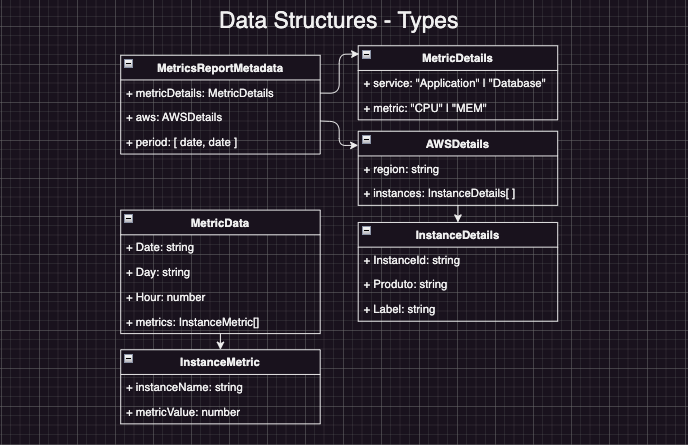 Data Structures - Types
MetricsReportMetadata
+ metricDetails: MetricDetails
+ aws: AWSDetails
+ period: [ date, date ]
MetricDetails
+ service: "Application" | "Database"
+ metric: "CPU" | "MEM"
AWSDetails
+ region: string
+ instances: InstanceDetails[ ]
InstanceDetails
+ InstanceId: string
+ Produto: string
+ Label: string
MetricData
+ Date: string
+ Day: string
+ Hour: number
+ metrics: InstanceMetric[]
InstanceMetric
+ instanceName: string
+ metricValue: number